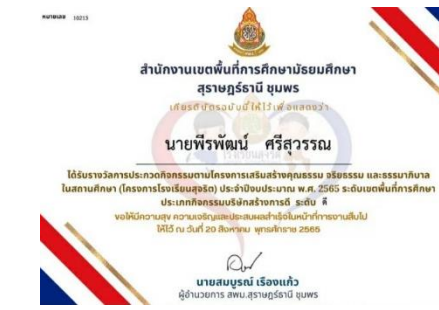 หมายเลข 10213
สำนักงานเขตพื้นที่การศึกษามัธยมศึกษา
สุราษฎร์ธานี ชุมพร
เกียรติบัตรฉบับนี้ให้ไว้เพื่อแสดงว่า
นายพีรพัฒน์ ศรีสุวรรณ
ได้รับรางวัลการประกวดกิจกรรมตามโครงการเสริมสร้างคุณธรรม จริยธรรม และธรรมาภิบาล
ในสถานศึกษา (โครงการโรงเรียนสุจริต) ประจำปีงบประมาณ พ.ศ. 2565 ระดับเขตพื้นที่การศึกษา
ประเภทกิจกรรมบริษัทสร้างการดี ระดับ ดี
ขอให้มีความสุข ความเจริญและประสบผลสำเร็จในหน้าที่การงานสืบไป
ให้ไว้ ณ วันที่ 20 สิงหาคม พุทธศักราช 2565
นายสมบูรณ์ เรืองแก้ว
ผู้อำนวยการ สพม.สุราษฎร์ธานี ชุมพร